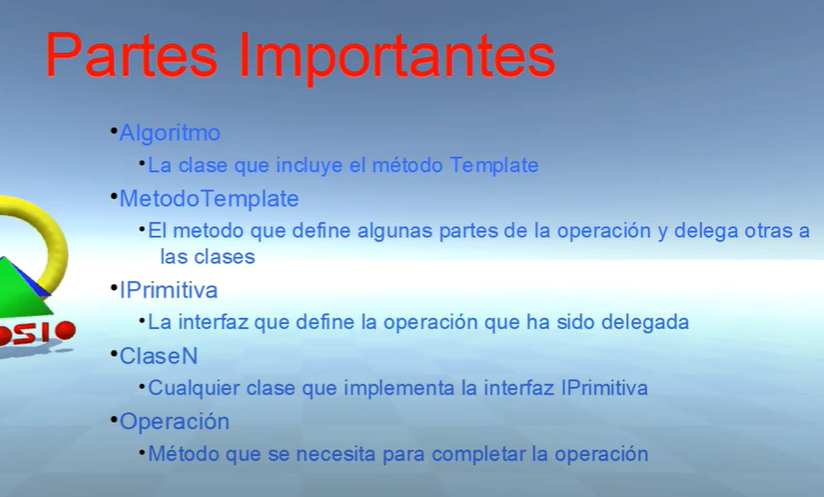 Partes Importantes
•Algoritmo
•La clase que incluye el método Template
•MetodoTemplate
•El metodo que define algunas partes de la operación y delega otras a
las clases
•IPrimitiva
•La interfaz que define la operación que ha sido delegada
•ClaseN
•Cualquier clase que implementa la interfaz IPrimitiva
•Operación
•Método que se necesita para completar la operación